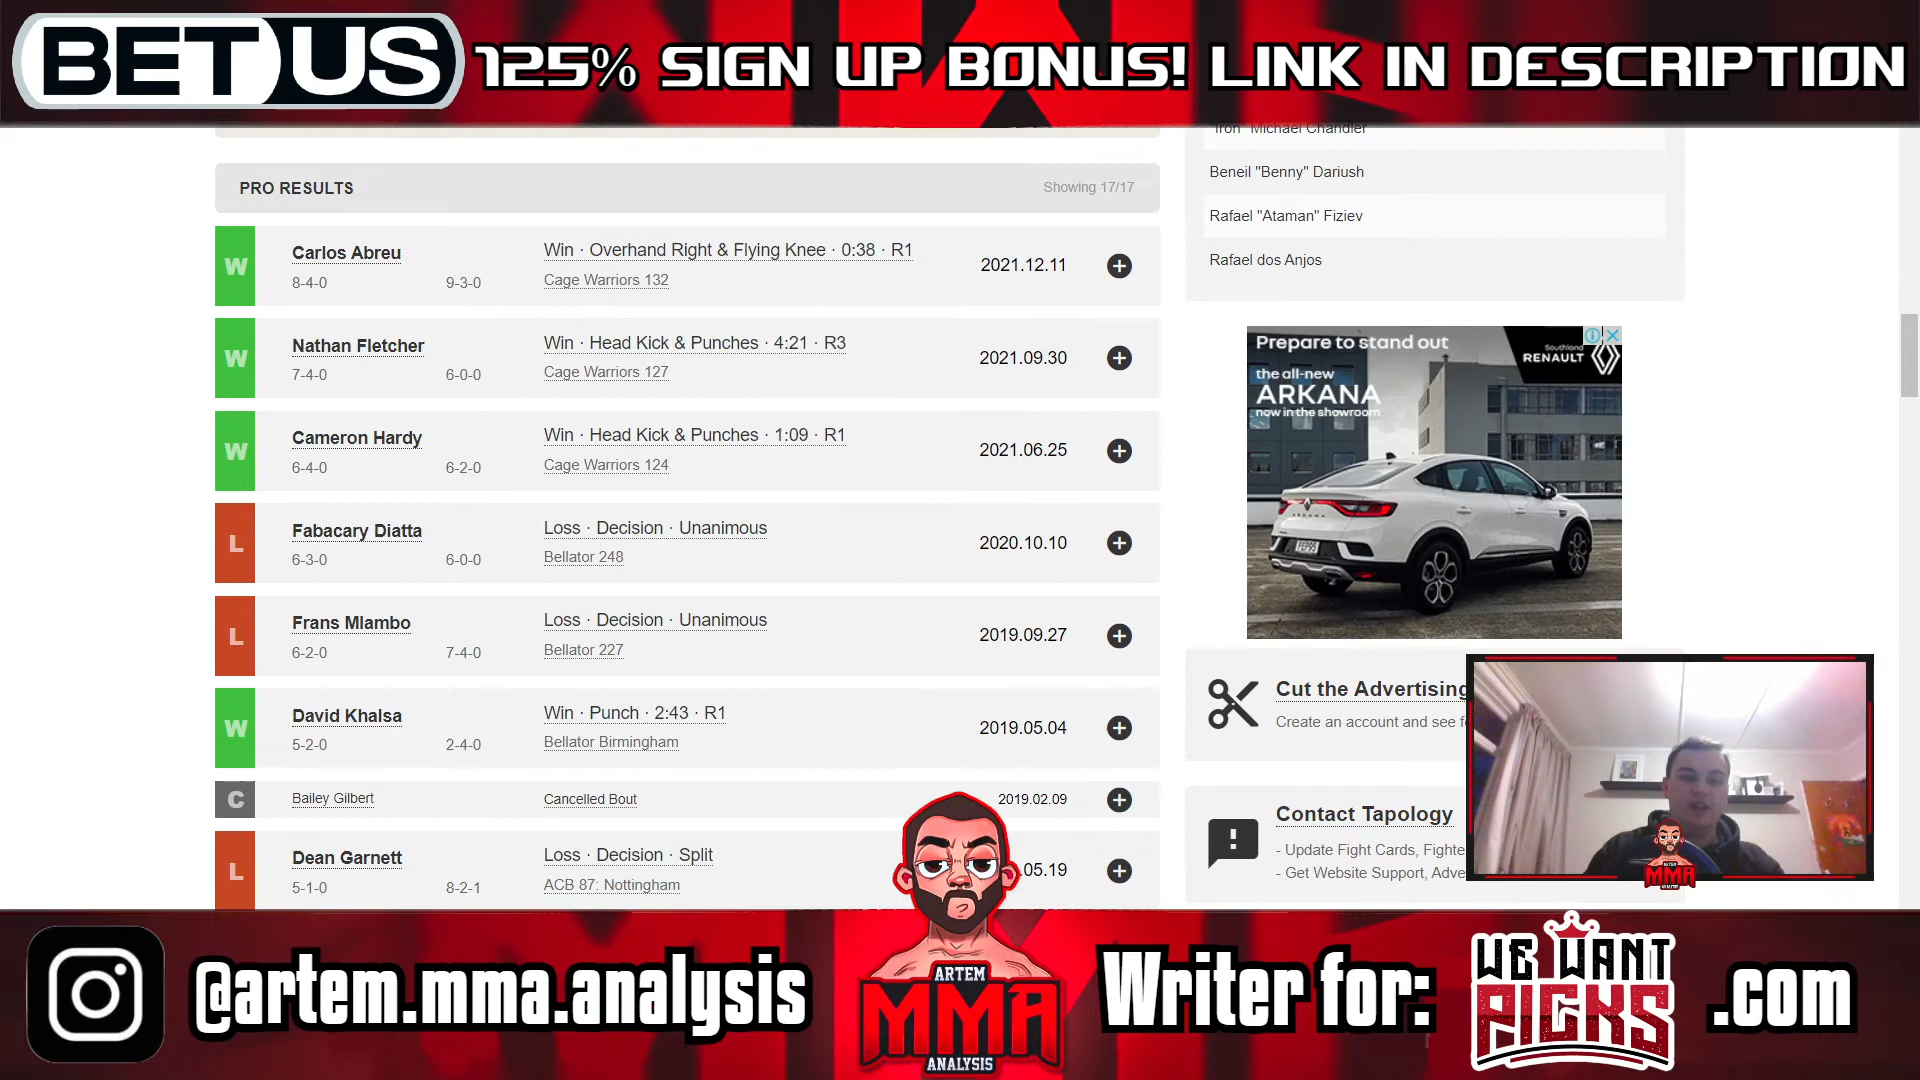 BETUS 125% SIGN UP BONUS! LINK IN DESCRIPTION
"Iron" Michael Chandler
Beneil "Benny" Dariush
Rafael "Ataman" Fiziev
Rafael dos Anjos
PRO RESULTS
Showing 17/17
W
Carlos Abreu
8-4-0 9-3-0
Win · Overhand Right & Flying Knee · 0:38 · R1
Cage Warriors 132
2021.12.11
W
Nathan Fletcher
7-4-0 6-0-0
Win · Head Kick & Punches · 4:21 · R3
Cage Warriors 127
2021.09.30
W
Cameron Hardy
6-4-0 6-2-0
Win · Head Kick & Punches · 1:09 · R1
Cage Warriors 124
2021.06.25
L
Fabacary Diatta
6-3-0 6-0-0
Loss · Decision · Unanimous
Bellator 248
2020.10.10
L
Frans Mlambo
6-2-0 7-4-0
Loss · Decision · Unanimous
Bellator 227
2019.09.27
W
David Khalsa
5-2-0 2-4-0
Win · Punch · 2:43 · R1
Bellator Birmingham
2019.05.04
C
Bailey Gilbert
Cancelled Bout
2019.02.09
L
Dean Garnett
5-1-0 8-2-1
Loss · Decision · Split
ACB 87: Nottingham
.05.19
Prepare to stand out
the all-new
ARKANA
now in the showroom
Southland
RENAULT
Cut the Advertising
Create an account and see
Contact Tapology
- Update Fight Cards,
- Get Website Support,
ARTEM
MMA
ANALYSIS
@artem.mma.analysis
ARTEM
MMA
ANALYSIS
Writer for:
WE WANT
PICKS
.com